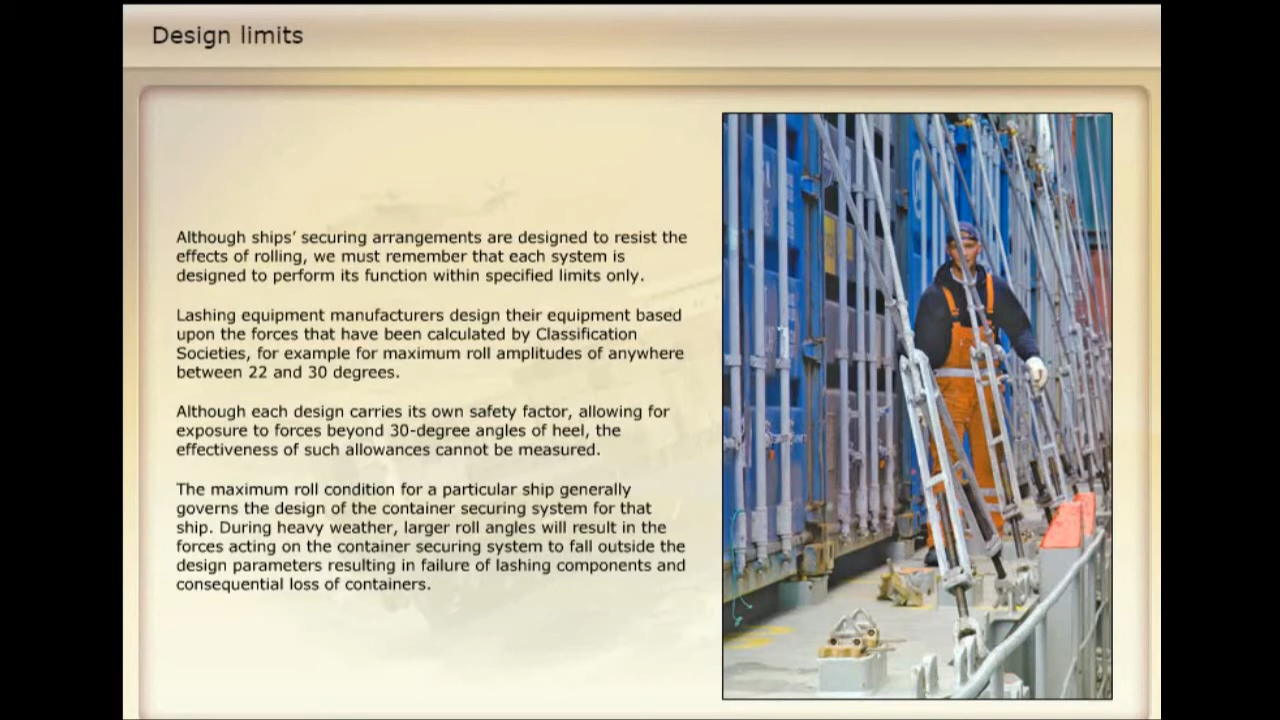 Design limits
Although ships’ securing arrangements are designed to resist the
effects of rolling, we must remember that each system is
designed to perform its function within specified limits only.
Lashing equipment manufacturers design their equipment based
upon the forces that have been calculated by Classification
Societies, for example for maximum roll amplitudes of anywhere
between 22 and 30 degrees.
Although each design carries its own safety factor, allowing for
exposure to forces beyond 30-degree angles of heel, the
effectiveness of such allowances cannot be measured.
The maximum roll condition for a particular ship generally
governs the design of the container securing system for that
ship. During heavy weather, larger roll angles will result in the
forces acting on the container securing system to fall outside the
design parameters resulting in failure of lashing components and
consequential loss of containers.